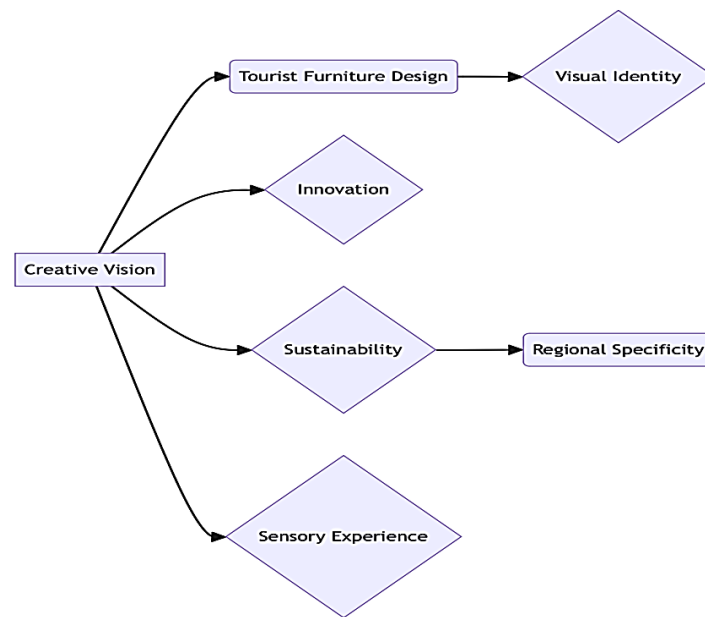 Tourist Furniture Design
Visual Identity
Innovation
Creative Vision
Sustainability
Regional Specificity
Sensory Experience